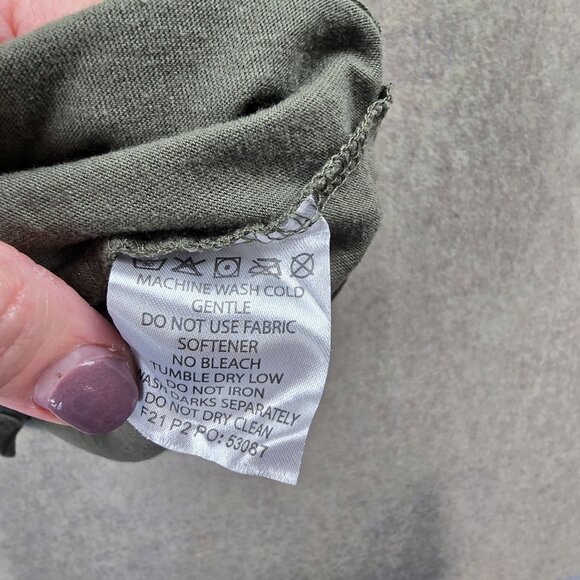 MACHINE WASH COLD
GENTLE
DO NOT USE FABRIC
SOFTENER
NO BLEACH
TUMBLE DRY LOW
DO NOT IRON
WASH DARKS SEPARATELY
DO NOT DRY CLEAN
F21 P2 PO: 53087